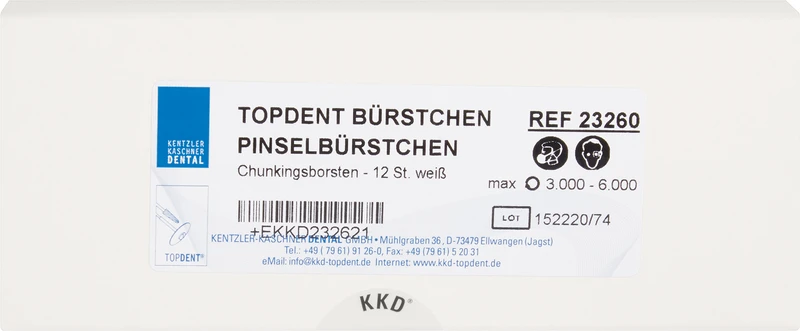 KENTZLER
KASCHNER
DENTAL
TOPDENT BÜRSTCHEN
PINSELBÜRSTCHEN
Chunkingsborsten - 12 St. weiß
REF 23260
max 3.000 - 6.000
+EKKD232621
LOT 152220/74
TOPDENT®
KENTZLER-KASCHNER DENTAL GMBH • Mühlgraben 36, D-73479 Ellwangen (Jagst)
Tel.: +49 (79 61) 91 26-0, Fax: +49 (79 61) 5 20 31
eMail: info@kkd-topdent.de Internet: www.kkd-topdent.de
KKD®